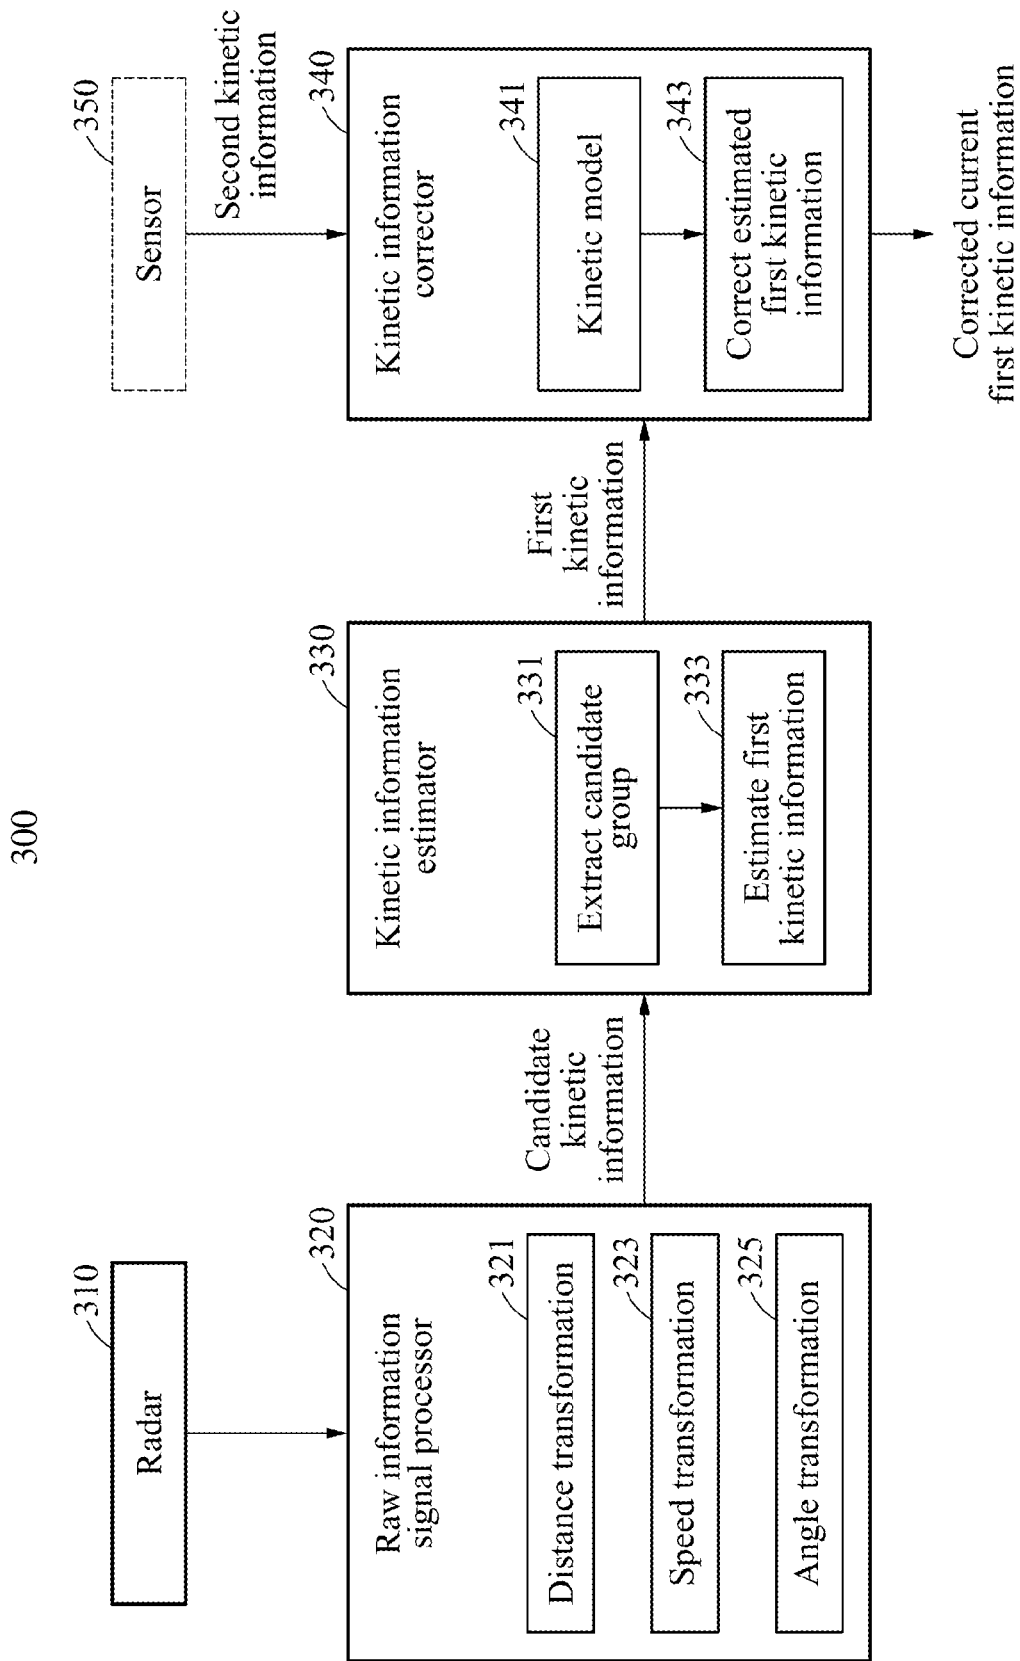 300
310
Radar
320
Raw information
signal processor
321
Distance transformation
323
Speed transformation
325
Angle transformation
Candidate
kinetic
information
330
Kinetic information
estimator
331
Extract candidate
group
333
Estimate first
kinetic information
First
kinetic
information
350
Sensor
Second kinetic
information
340
Kinetic information
corrector
341
Kinetic model
343
Correct estimated
first kinetic
information
Corrected current
first kinetic information